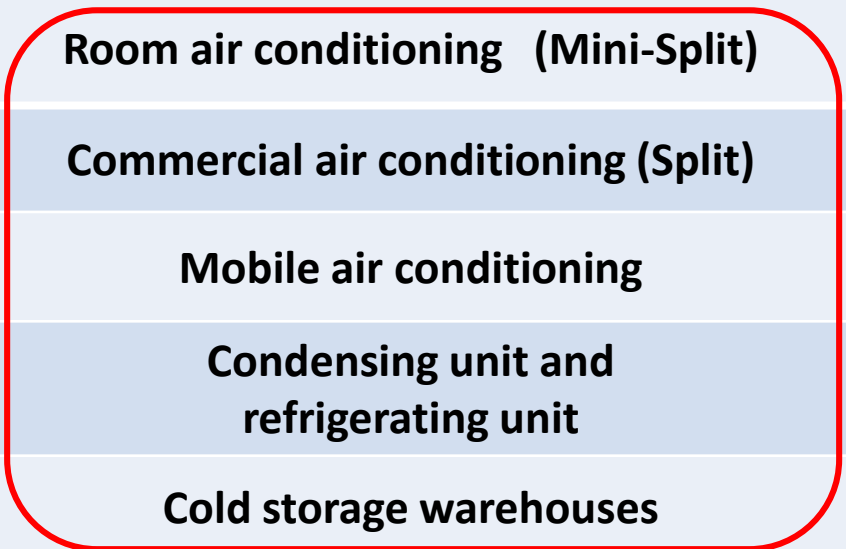 Room air conditioning (Mini-Split)
Commercial air conditioning (Split)
Mobile air conditioning
Condensing unit and
refrigerating unit
Cold storage warehouses